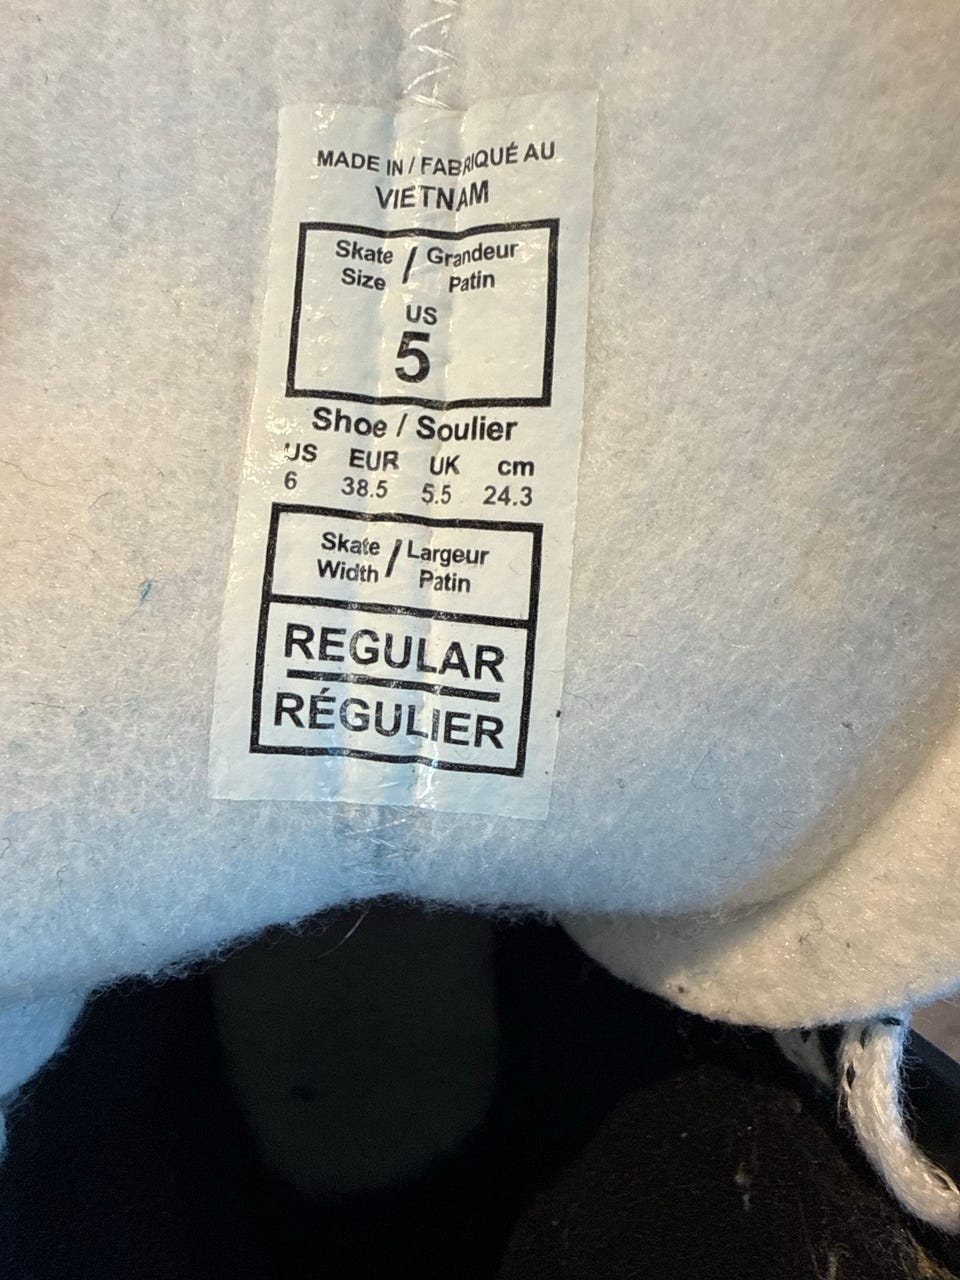 MADE IN / FABRIQUÉ AU
VIETNAM
Skate Size / Grandeur Patin
US
5
Shoe / Soulier
US EUR UK cm
6 38.5 5.5 24.3
Skate Width / Largeur Patin
REGULAR
RÉGULIER